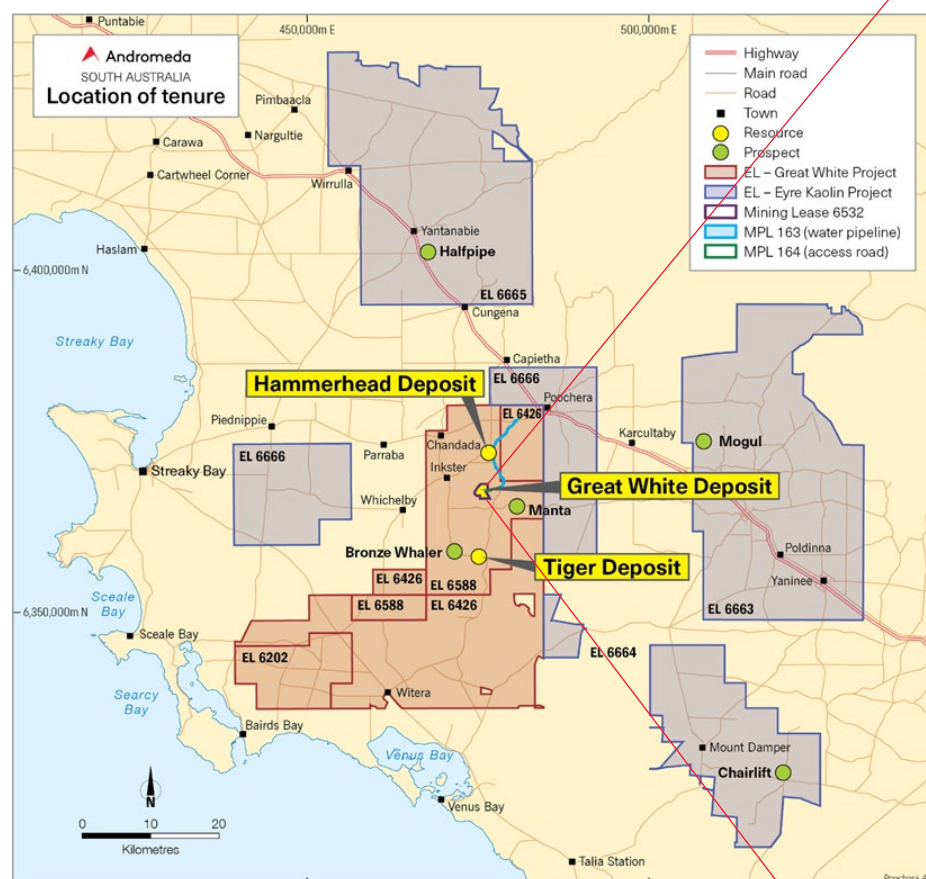 Puntabie
450,000m E
500,000m E
Andromeda
SOUTH AUSTRALIA
Location of tenure
Highway
Main road
Road
Town
Resource
Prospect
EL – Great White Project
EL – Eyre Kaolin Project
Mining Lease 6532
MPL 163 (water pipeline)
MPL 164 (access road)
Pimbaacla
Nargultie
Carawa
Cartwheel Corner
Wirrulla
Yantanabie
Haslam
Halfpipe
6,400,000m N
EL 6665
Cungena
Streaky Bay
Capietha
EL 6666
Hammerhead Deposit
Poochera
EL 6426
Piednippie
Chandada
Karcultaby
Mogul
EL 6666
Parraba
Streaky Bay
Inkster
Great White Deposit
Whichelby
Manta
Bronze Whaler
Poldinna
Tiger Deposit
EL 6426
EL 6588
Yaninee
Sceale
Bay
EL 6588
EL 6426
EL 6663
6,350,000m N
Sceale Bay
EL 6202
EL 6664
Searcy
Bay
Witera
Bairds Bay
Mount Damper
Venus Bay
Chairlift
N
Venus Bay
0
10
20
Kilometres
Talia Station